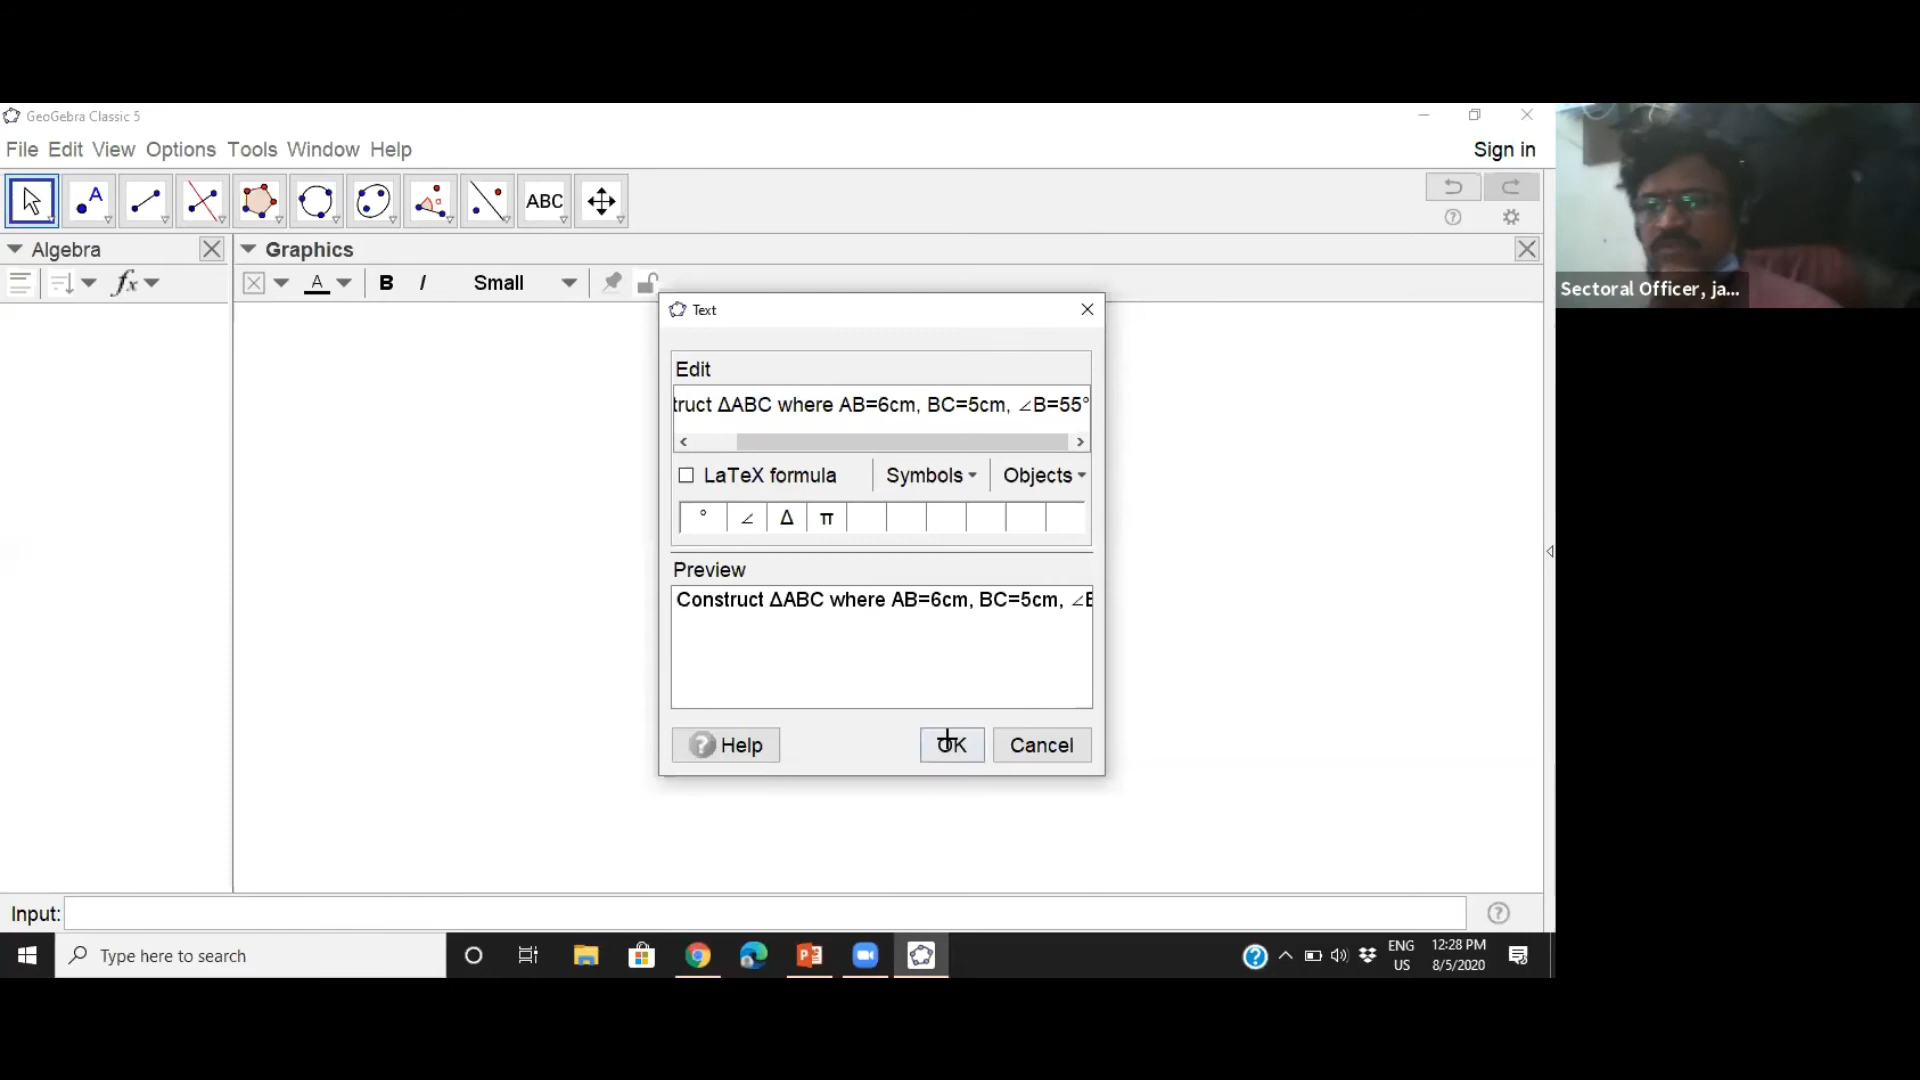 GeoGebra Classic 5
File Edit View Options Tools Window Help
Sign in
A
ABC
Algebra
Graphics
fx
A B I Small
Sectoral Officer, ja...
Text
Edit
truct ΔABC where AB=6cm, BC=5cm, ∠B=55°
LaTeX formula Symbols Objects
° ∠ Δ π
Preview
Construct ΔABC where AB=6cm, BC=5cm, ∠B
Help
OK
Cancel
Input:
Type here to search
ENG
US
12:28 PM
8/5/2020